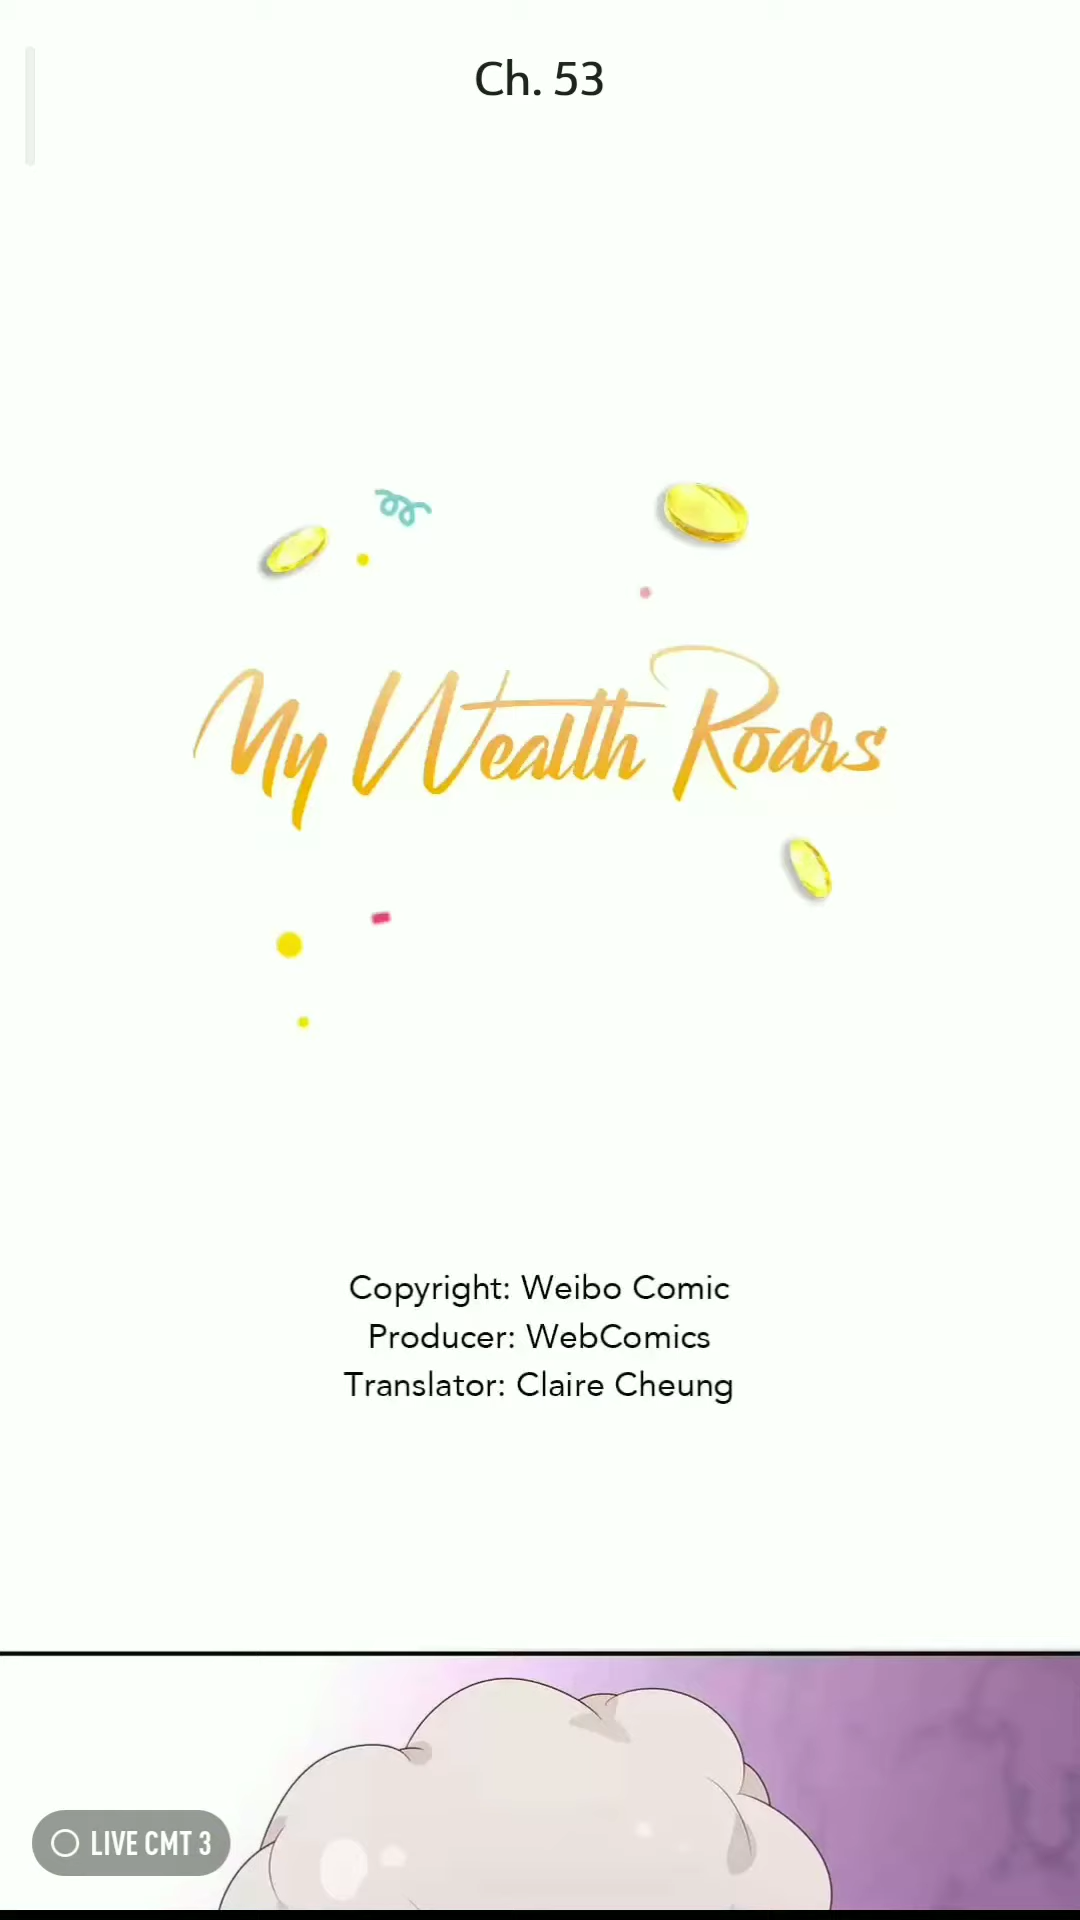 Ch. 53
My Wealth Roars
Copyright: Weibo Comic
Producer: WebComics
Translator: Claire Cheung
LIVE CMT 3